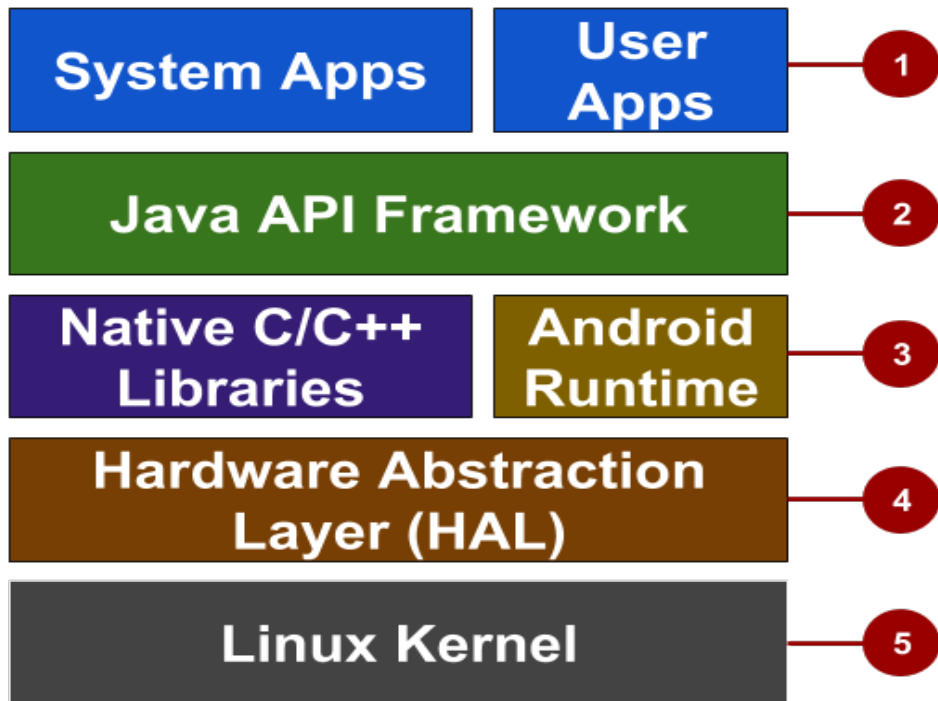 System Apps
User
Apps
1
Java API Framework
2
Native C/C++
Libraries
Android
Runtime
3
Hardware Abstraction
Layer (HAL)
4
Linux Kernel
5